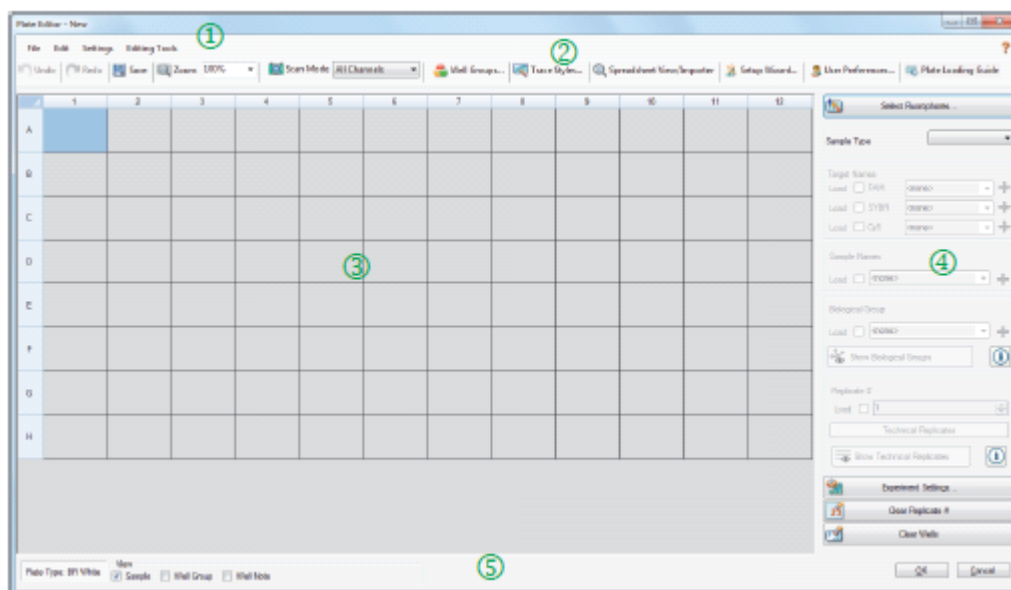 Plate Editor - New
①
File Edit Settings Editing Tools
②
?
Undo Redo Save Zoom 100% Scan Mode All Channels Well Groups... Trace Styles... Spreadsheet View/Importer Setup Wizard... User Preferences... Plate Loading Guide
1 2 3 4 5 6 7 8 9 10 11 12
Select Fluorophores ...
A
Sample Type
B
Target Names
Load FAM <none>
Load SYBR <none>
C
Load <none>
D
③
Sample Names
④
Load <none>
E
Biological Group
Load <none>
F
Show Biological Groups
G
Replicate #
Load 1
H
Technical Replicates
Show Technical Replicates
Experiment Settings ...
Clear Replicate #
Clear Wells
⑤
Plate Type: BR White View Sample Well Group Well Note
OK Cancel